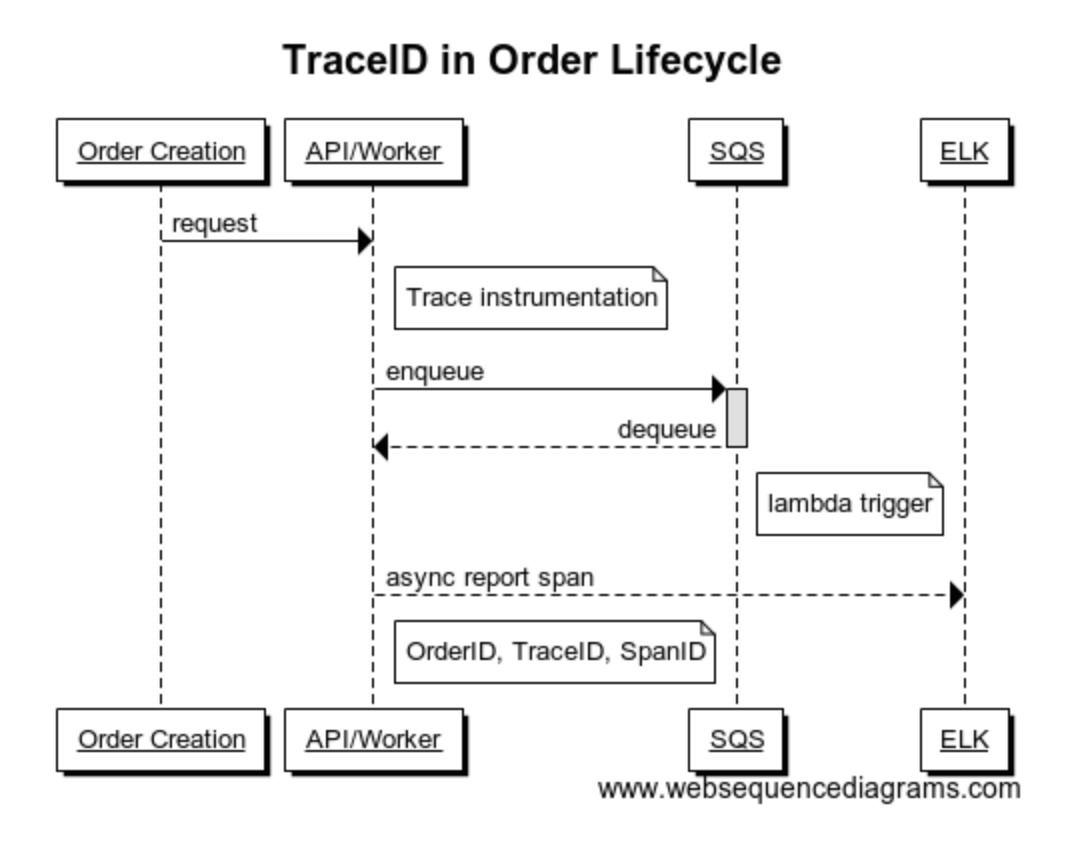 TraceID in Order Lifecycle
Order Creation
API/Worker
SQS
ELK
request
Trace instrumentation
enqueue
dequeue
lambda trigger
async report span
OrderID, TraceID, SpanID
Order Creation
API/Worker
SQS
ELK
www.websequencediagrams.com